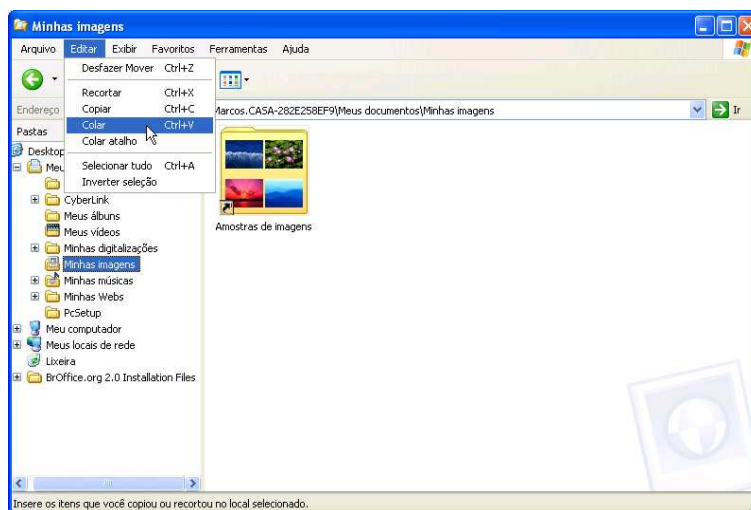 Minhas imagens
Arquivo Editar Exibir Favoritos Ferramentas Ajuda
Desfazer Mover Ctrl+Z
Recortar Ctrl+X
Copiar Ctrl+C
Colar Ctrl+V
Colar atalho
Selecionar tudo Ctrl+A
Inverter seleção
Endereço Marcos.CASA-282E258EF9\Meus documentos\Minhas imagens Ir
Pastas
Desktop
Meu
CyberLink
Meus álbuns
Meus vídeos
Minhas digitalizações
Minhas imagens
Minhas músicas
Minhas Webs
PcSetup
Meu computador
Meus locais de rede
Lixeira
BrOffice.org 2.0 Installation Files
Amostras de imagens
Insere os itens que você copiou ou recortou no local selecionado.